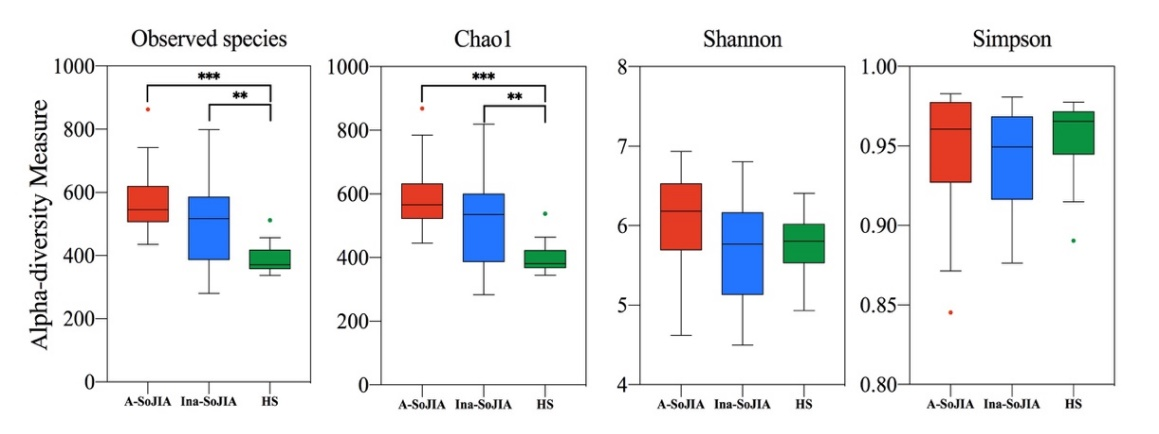 Observed species
Chao1
Shannon
Simpson
Alpha-diversity Measure
1000
800
600
400
200
0
***
**
A-SoJIA Ina-SoJIA HS
1000
800
600
400
200
0
***
**
A-SoJIA Ina-SoJIA HS
8
7
6
5
4
A-SoJIA Ina-SoJIA HS
1.00
0.95
0.90
0.85
0.80
A-SoJIA Ina-SoJIA HS